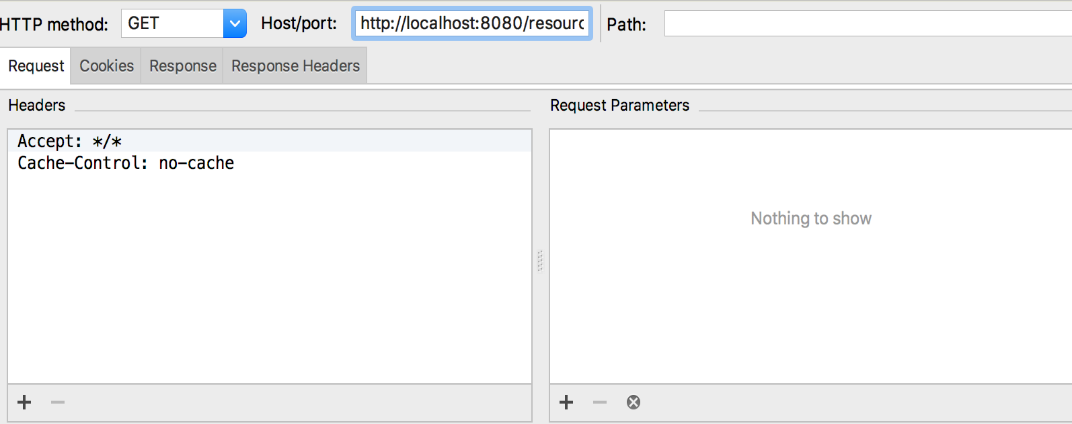 HTTP method: GET Host/port: http://localhost:8080/resourc Path:
Request Cookies Response Response Headers
Headers Request Parameters
Accept: */*
Cache-Control: no-cache
Nothing to show